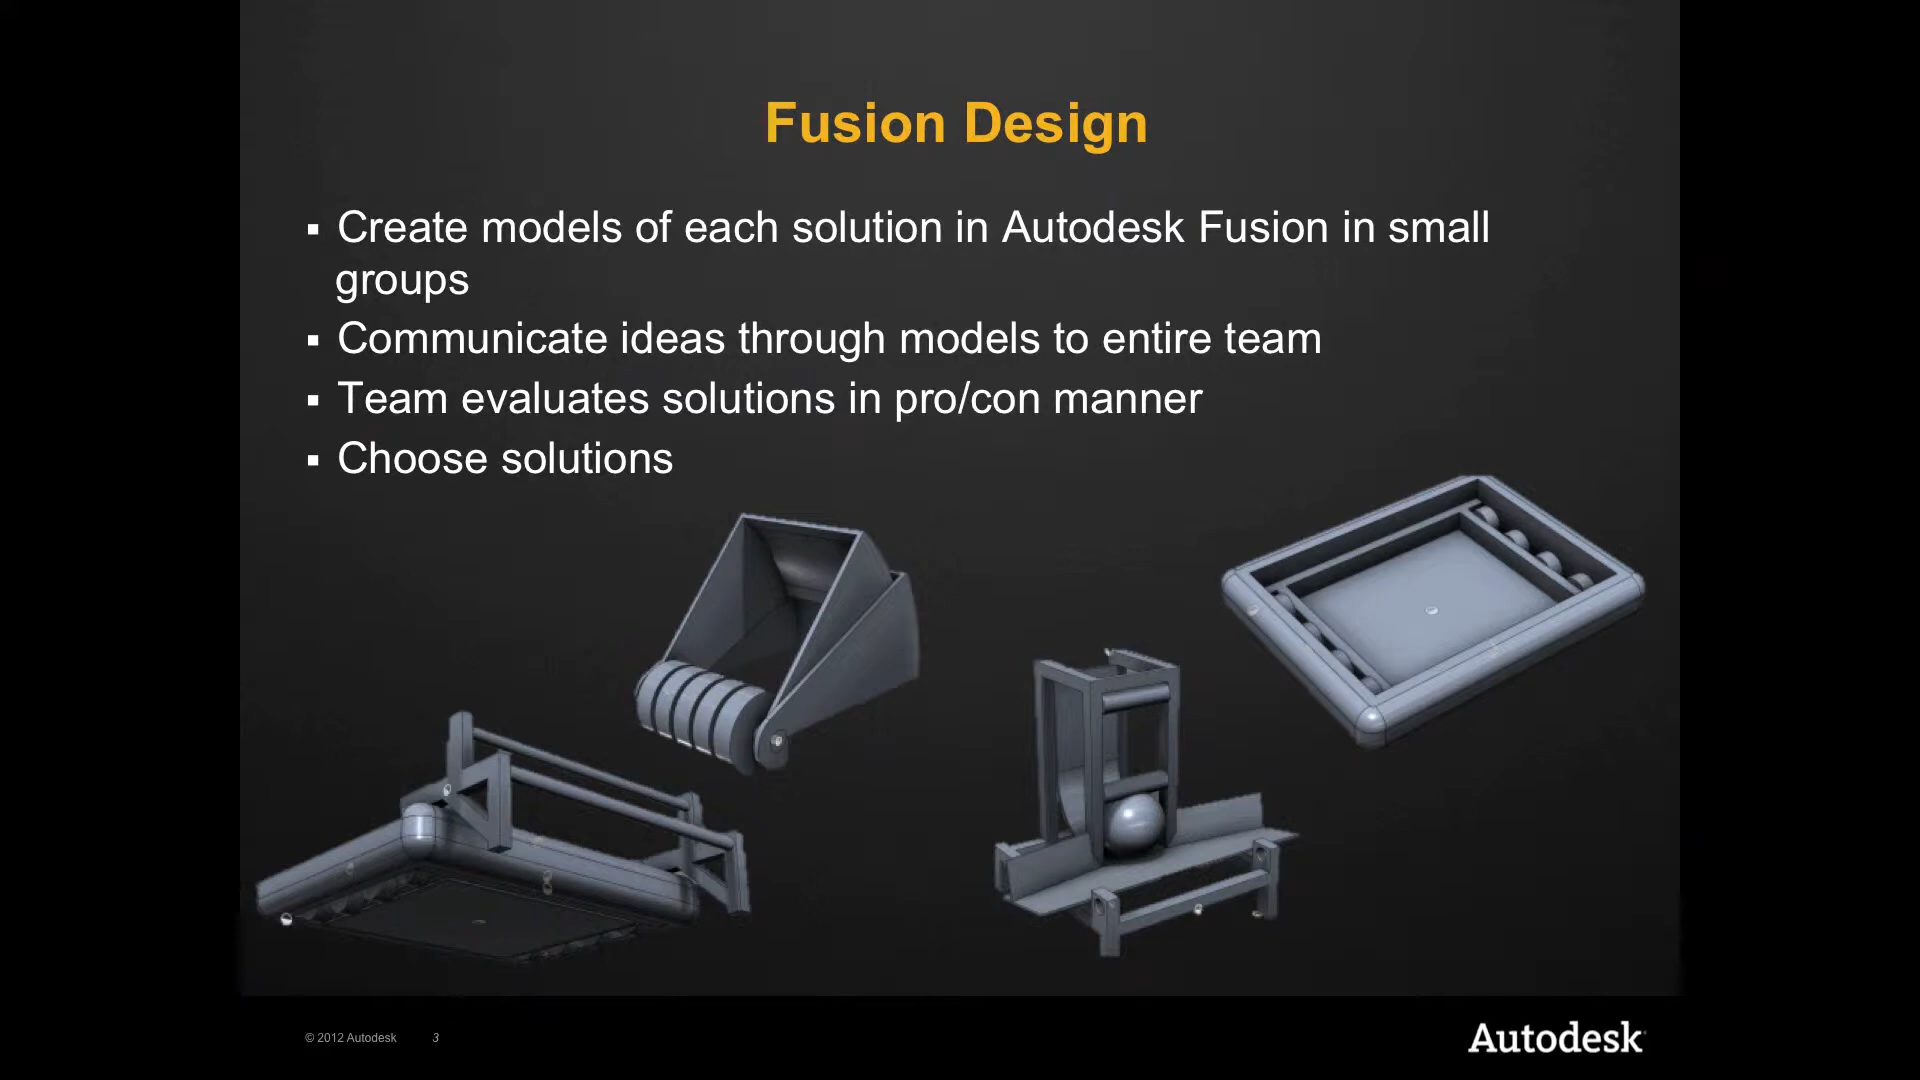 Fusion Design
▪ Create models of each solution in Autodesk Fusion in small
groups
▪ Communicate ideas through models to entire team
▪ Team evaluates solutions in pro/con manner
▪ Choose solutions
© 2012 Autodesk 3
Autodesk